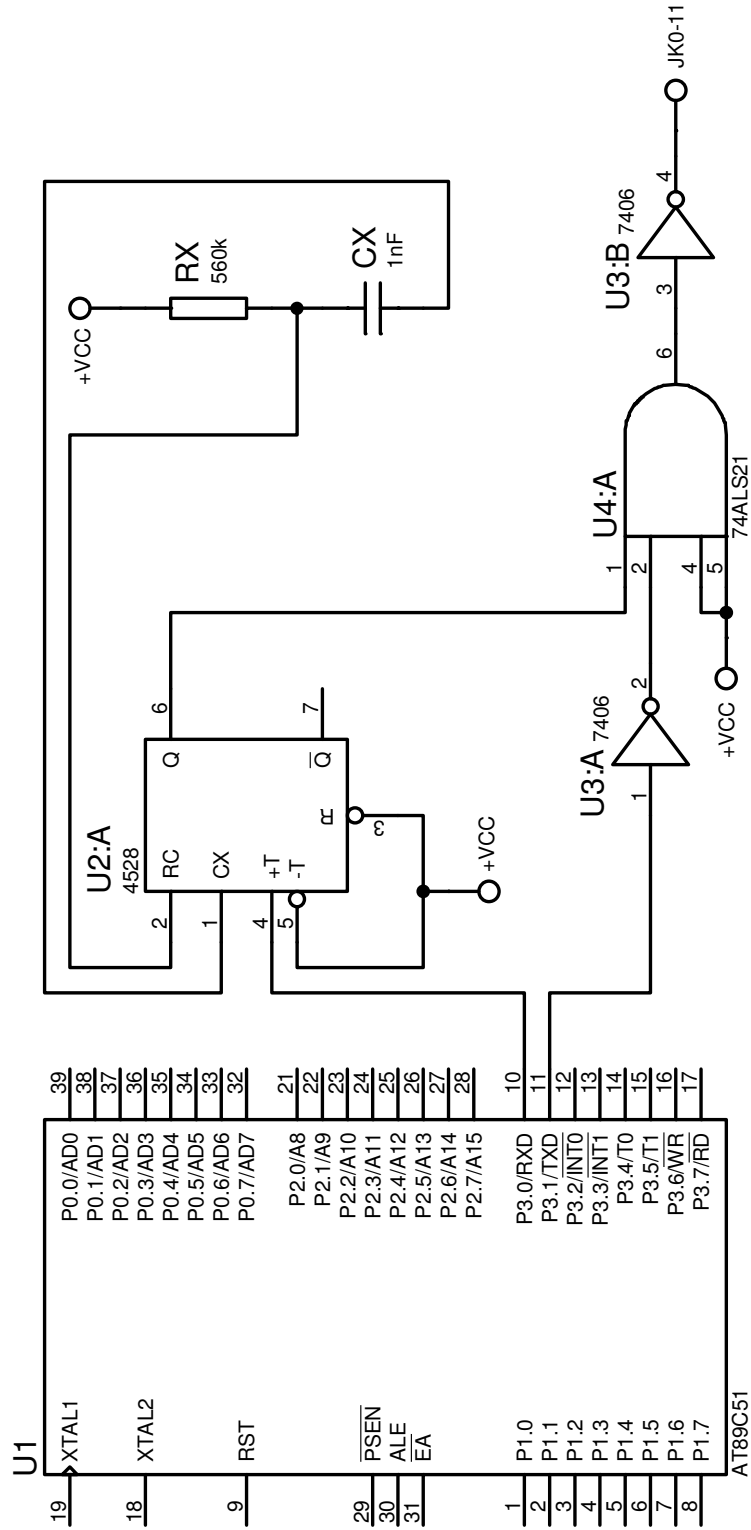 U1
19
XTAL1
18
XTAL2
9
RST
29
PSEN
30
ALE
31
EA
1
P1.0
2
P1.1
3
P1.2
4
P1.3
5
P1.4
6
P1.5
7
P1.6
8
P1.7
P0.0/AD0
39
P0.1/AD1
38
P0.2/AD2
37
P0.3/AD3
36
P0.4/AD4
35
P0.5/AD5
34
P0.6/AD6
33
P0.7/AD7
32
P2.0/A8
21
P2.1/A9
22
P2.2/A10
23
P2.3/A11
24
P2.4/A12
25
P2.5/A13
26
P2.6/A14
27
P2.7/A15
28
P3.0/RXD
10
P3.1/TXD
11
P3.2/INT0
12
P3.3/INT1
13
P3.4/T0
14
P3.5/T1
15
P3.6/WR
16
P3.7/RD
17
AT89C51
U2:A
4528
2
RC
1
CX
4
+T
5
-T
Q
6
Q
7
R
3
+VCC
+VCC
RX
560k
CX
1nF
U3:A
7406
1
2
+VCC
U4:A
1
2
4
5
6
74ALS21
U3:B
7406
3
4
JK0-11